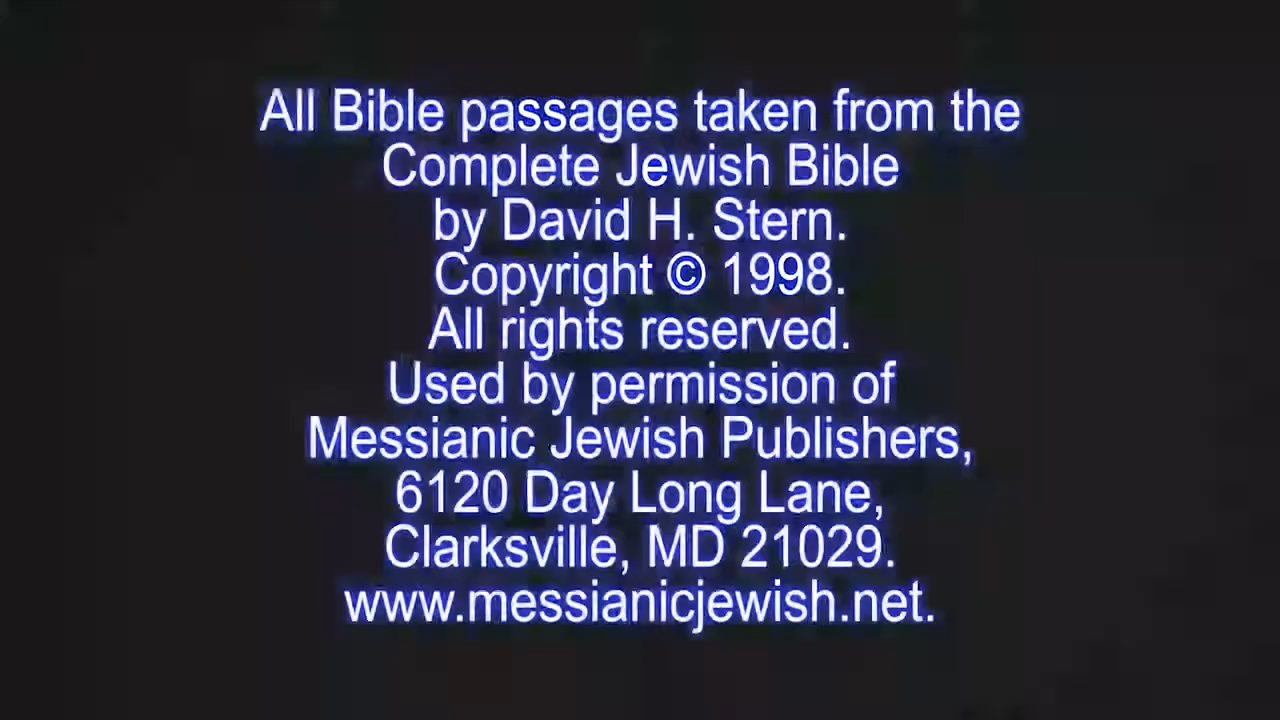 All Bible passages taken from the
Complete Jewish Bible
by David H. Stern.
Copyright © 1998.
All rights reserved.
Used by permission of
Messianic Jewish Publishers,
6120 Day Long Lane,
Clarksville, MD 21029.
www.messianicjewish.net.